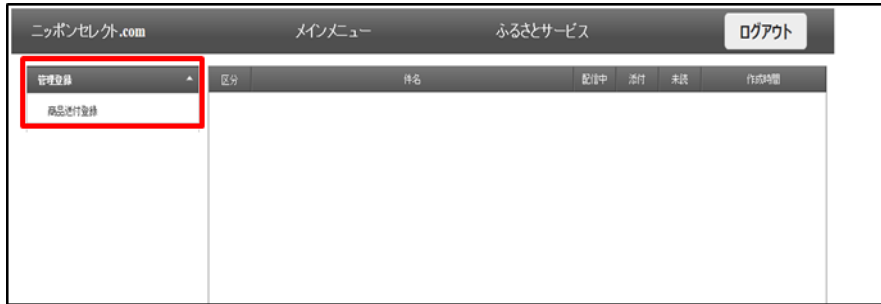 ニッポンセレクト.com メインメニュー ふるさとサービス ログアウト
管理登録 区分 件名 配信中 添付 未読 作成時間
商品送付登録